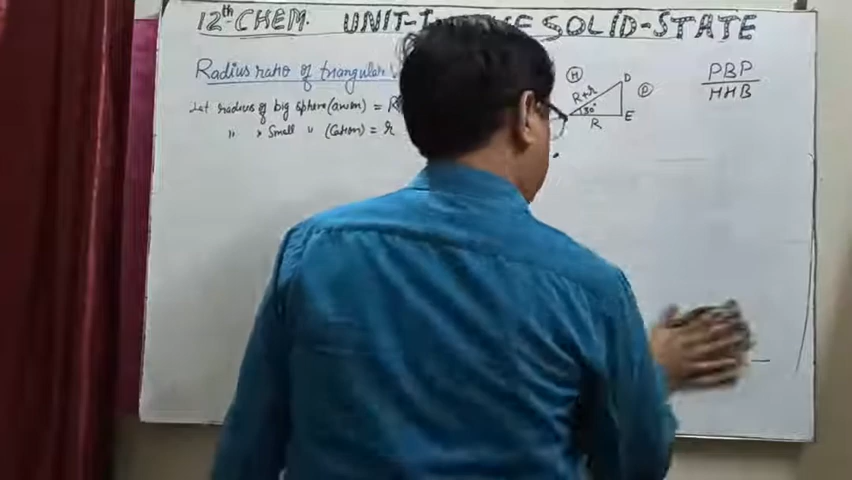 12th CHEM. UNIT-I SOLID-STATE
Radius ratio of triangular
Let radius of big sphere (anion) = R
" " Small " (Cation) = r
H
D
R+r
P
30°
R
E
PBP
HHB